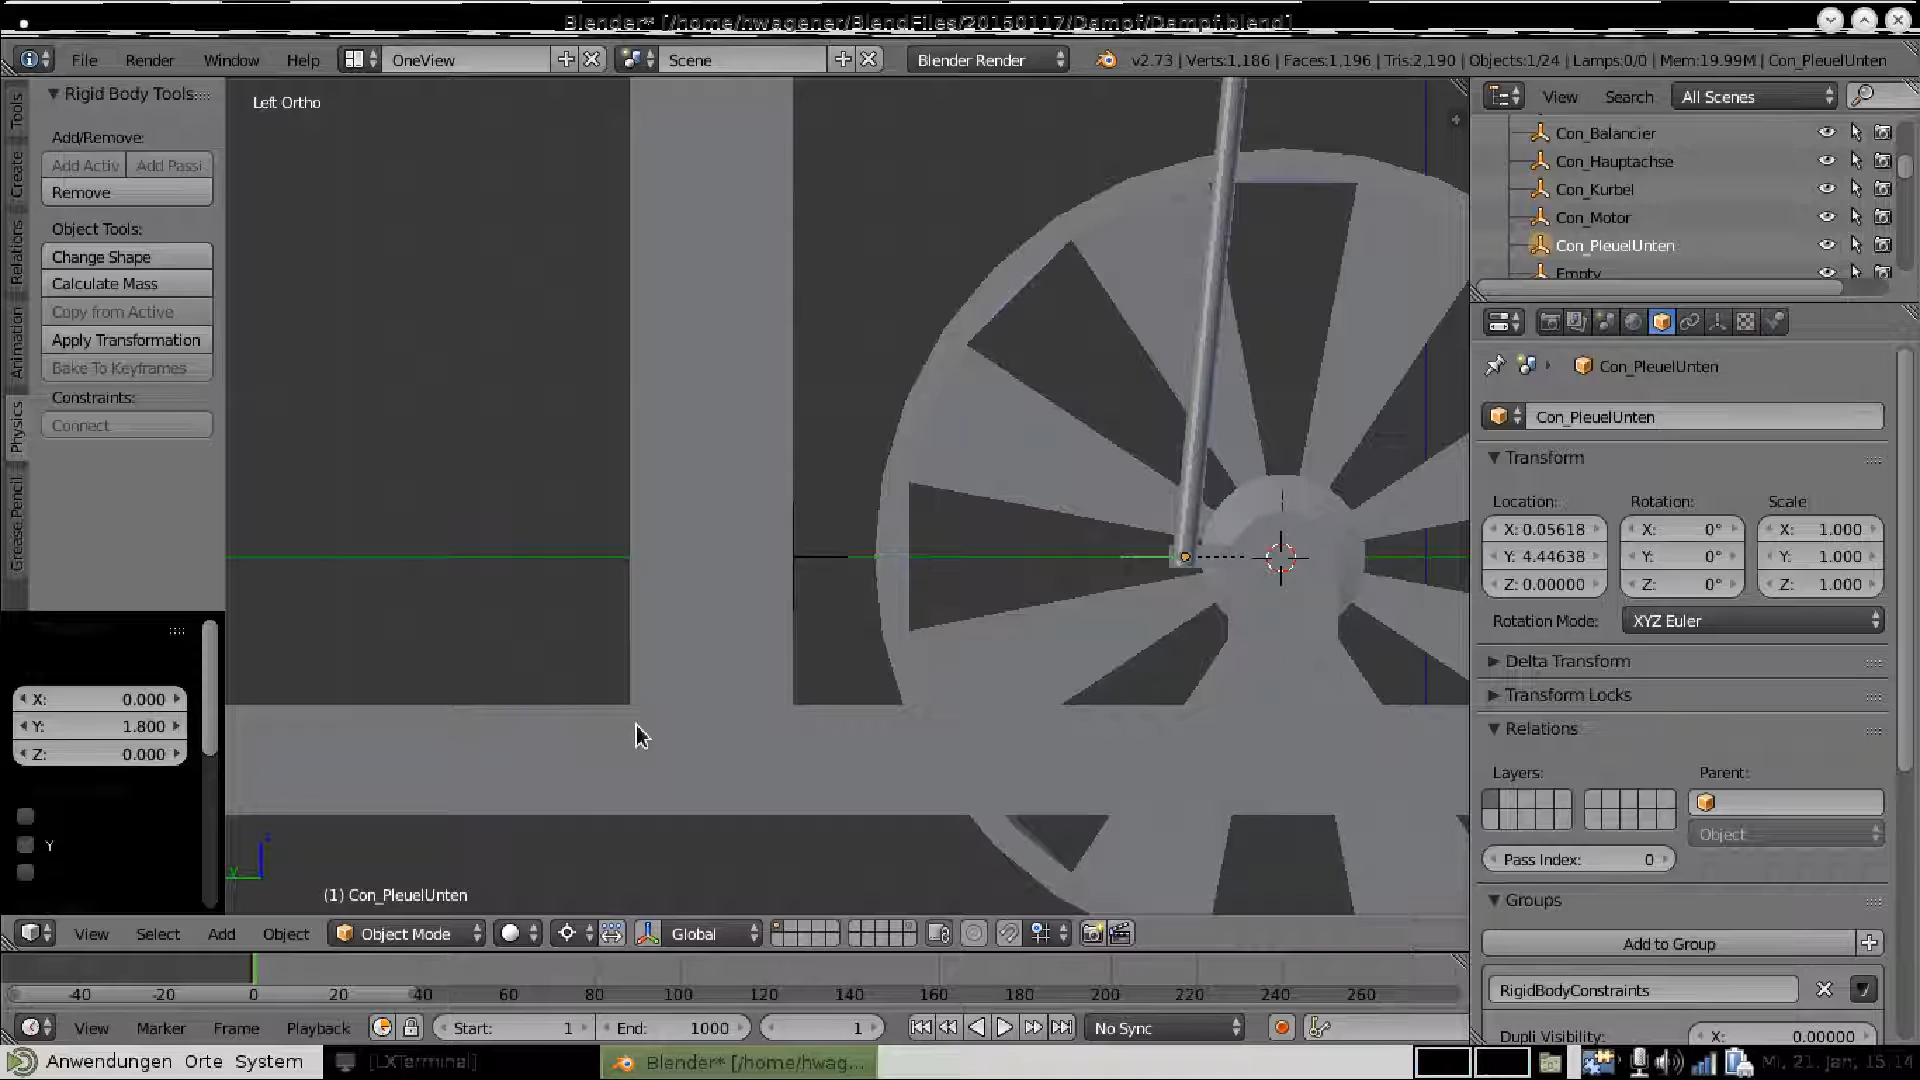 Blender* [/home/hwagener/BlendFiles/20150117/Dampf/Dampf.blend]
File Render Window Help OneView Scene Blender Render v2.73 | Verts:1,186 | Faces:1,196 | Tris:2,190 | Objects:1/24 | Lamps:0/0 | Mem:19.99M | Con_PleuelUnten
Tools
Create
Relations
Animation
Physics
Grease Pencil
Rigid Body Tools
Add/Remove:
Add Activ Add Passi
Remove
Object Tools:
Change Shape
Calculate Mass
Copy from Active
Apply Transformation
Bake To Keyframes
Constraints:
Connect
X: 0.000
Y: 1.800
Z: 0.000
Y
Left Ortho
(1) Con_PleuelUnten
View Select Add Object Object Mode Global
-40 -20 0 20 40 60 80 100 120 140 160 180 200 220 240 260
View Marker Frame Playback Start: 1 End: 1000 1 No Sync
View Search All Scenes
Con_Balancier
Con_Hauptachse
Con_Kurbel
Con_Motor
Con_PleuelUnten
Empty
Con_PleuelUnten
Con_PleuelUnten
Transform
Location: Rotation: Scale:
X: 0.05618 X: 0° X: 1.000
Y: 4.44638 Y: 0° Y: 1.000
Z: 0.00000 Z: 0° Z: 1.000
Rotation Mode: XYZ Euler
Delta Transform
Transform Locks
Relations
Layers: Parent:
Object
Pass Index: 0
Groups
Add to Group
RigidBodyConstraints
Dupli Visibility: X: 0.00000
Anwendungen Orte System [LXTerminal] Blender* [/home/hwag... Mi, 21. Jan, 15:14